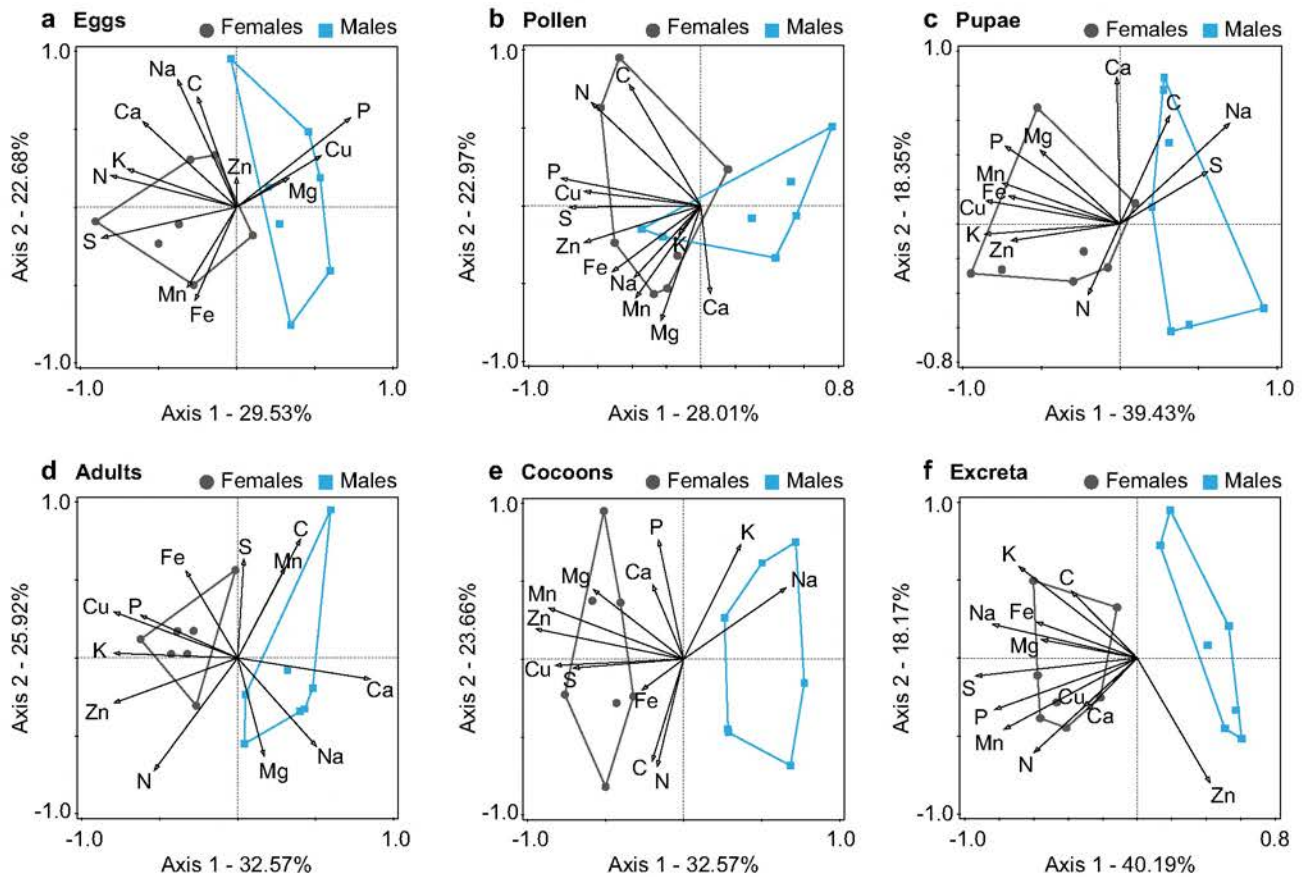 a Eggs
Females Males
1.0
Na
C
P
Ca
Cu
Zn
K
N
Mg
S
Mn
Fe
-1.0
-1.0 1.0
Axis 2 - 22.68%
Axis 1 - 29.53%
b Pollen
Females Males
1.0
C
N
P
Cu
S
Zn
K
Fe
Na
Mn
Ca
Mg
-1.0
-1.0 0.8
Axis 2 - 22.97%
Axis 1 - 28.01%
c Pupae
Females Males
1.0
Ca
C
Na
P
Mg
S
Mn
Fe
Cu
K
Zn
N
-0.8
-1.0 1.0
Axis 2 - 18.35%
Axis 1 - 39.43%
d Adults
Females Males
1.0
C
S
Fe
Mn
Cu
P
K
Ca
Zn
Na
Mg
N
-1.0
-1.0 1.0
Axis 2 - 25.92%
Axis 1 - 32.57%
e Cocoons
Females Males
1.0
P
K
Ca
Mg
Na
Mn
Zn
Cu
S
Fe
C
N
-1.0
-1.0 1.0
Axis 2 - 23.66%
Axis 1 - 32.57%
f Excreta
Females Males
1.0
K
C
Na
Fe
Mg
S
Cu
P
Ca
Mn
N
Zn
-1.0
-1.0 0.8
Axis 2 - 18.17%
Axis 1 - 40.19%